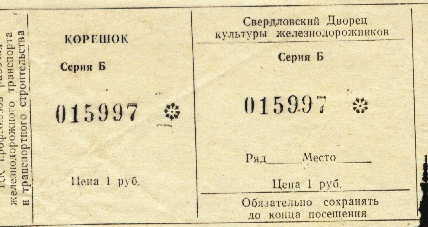 железнодорожного транспорта
и транспортного строительства
КОРЕШОК
Серия Б
015997
Цена 1 руб.
Свердловский Дворец
культуры железнодорожников
Серия Б
015997
Ряд Место
Цена 1 руб.
Обязательно сохранять
до конца посещения